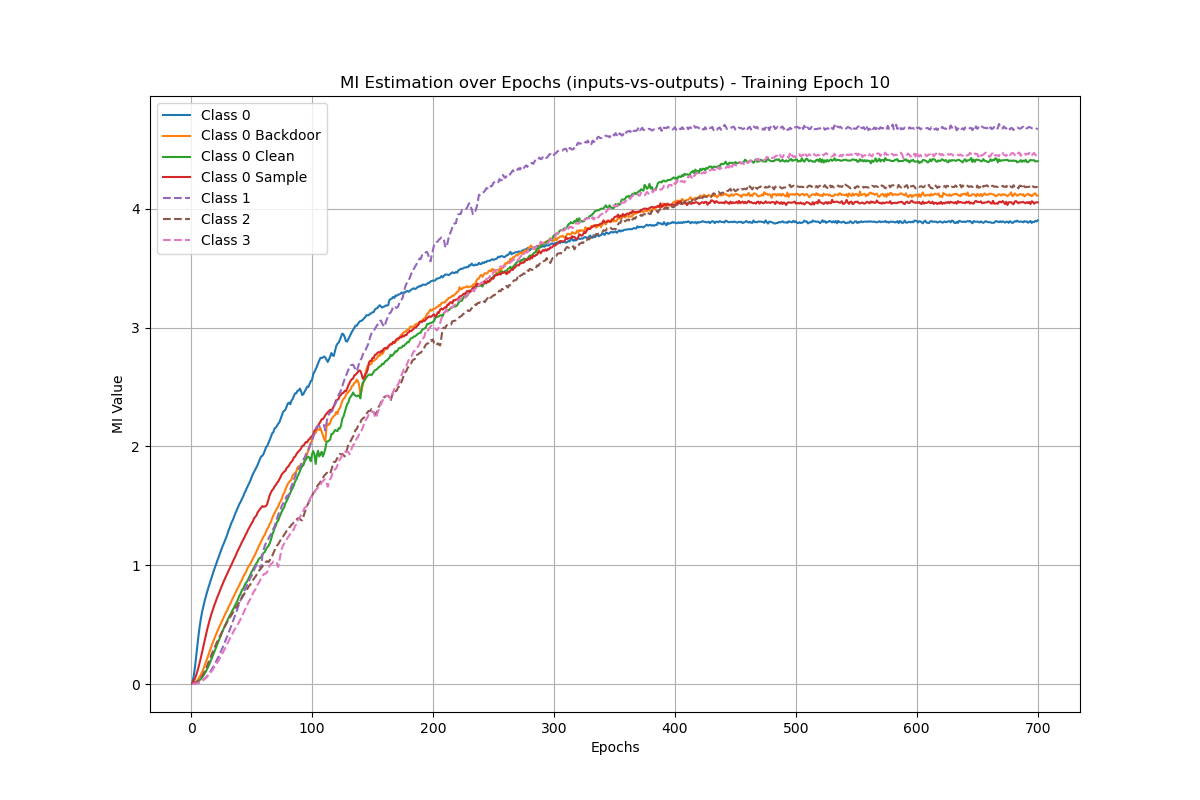 MI Estimation over Epochs (inputs-vs-outputs) - Training Epoch 10
Class 0
Class 0 Backdoor
Class 0 Clean
Class 0 Sample
Class 1
Class 2
Class 3
MI Value
4
3
2
1
0
0 100 200 300 400 500 600 700
Epochs